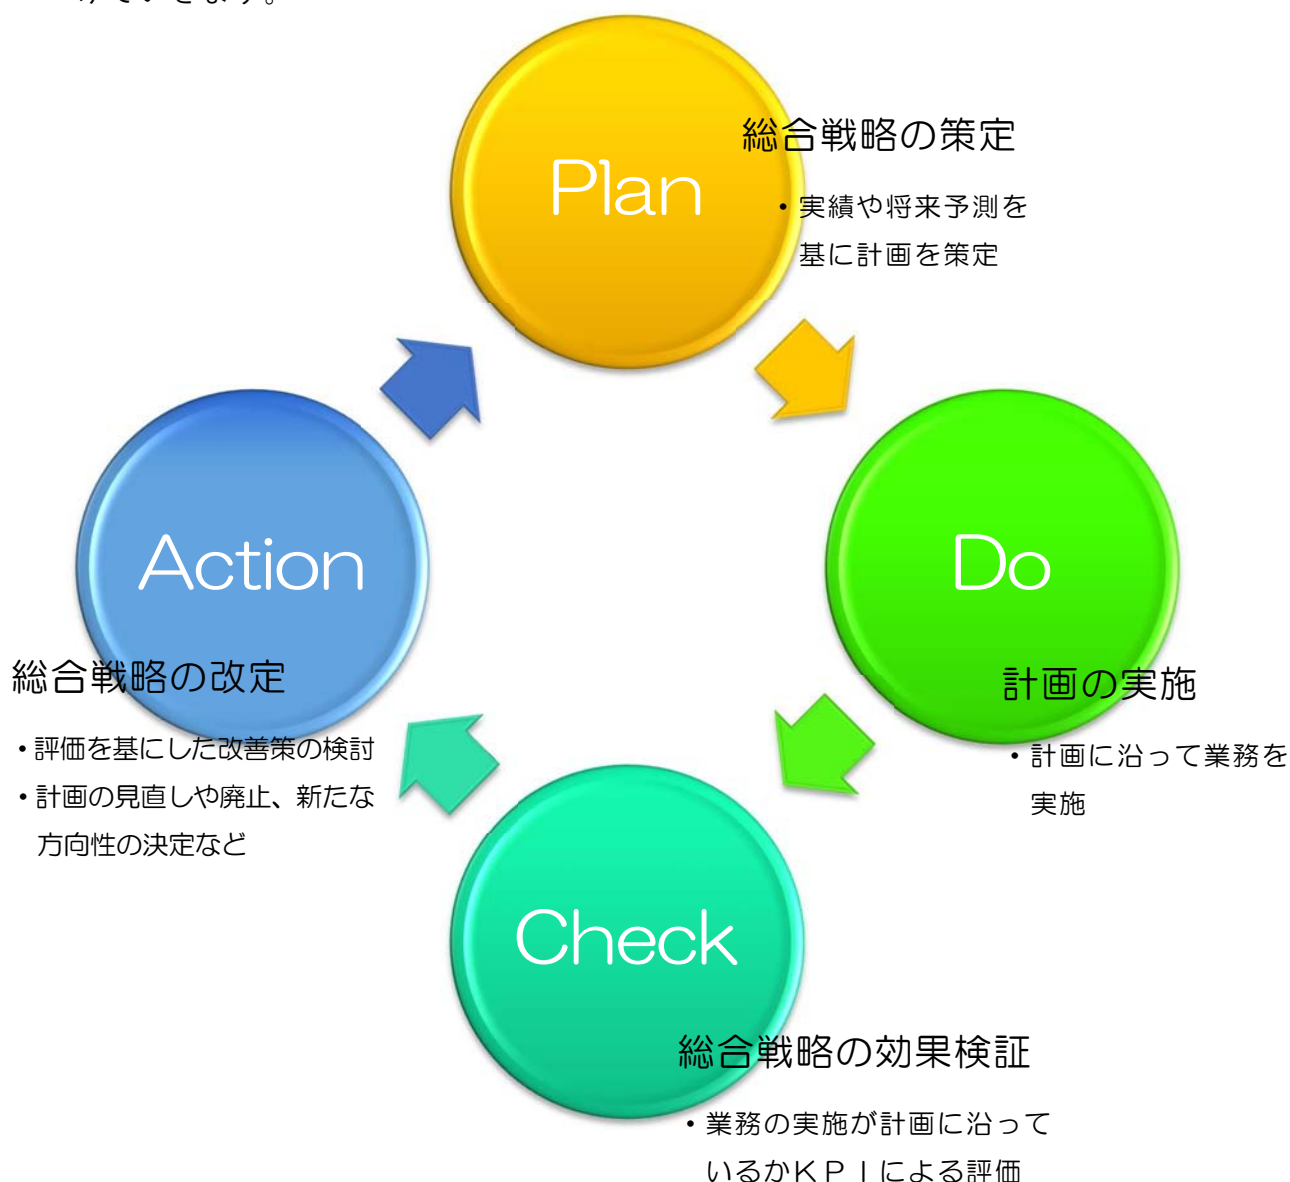 けていきます。
Plan
総合戦略の策定
・実績や将来予測を
基に計画を策定
Do
計画の実施
・計画に沿って業務を
実施
Check
総合戦略の効果検証
・業務の実施が計画に沿って
いるかＫＰＩによる評価
Action
総合戦略の改定
・評価を基にした改善策の検討
・計画の見直しや廃止、新たな
方向性の決定など